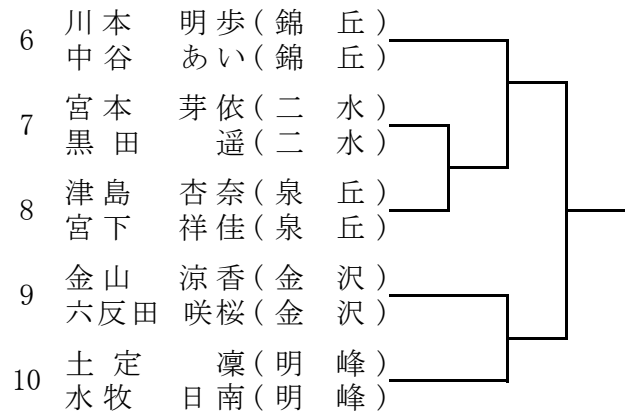 6 川本 明歩(錦 丘)
中谷 あい(錦 丘)
7 宮本 芽依(二 水)
黒田 遥(二 水)
8 津島 杏奈(泉 丘)
宮下 祥佳(泉 丘)
9 金山 涼香(金 沢)
六反田 咲桜(金 沢)
10 土定 凜(明 峰)
水牧 日南(明 峰)